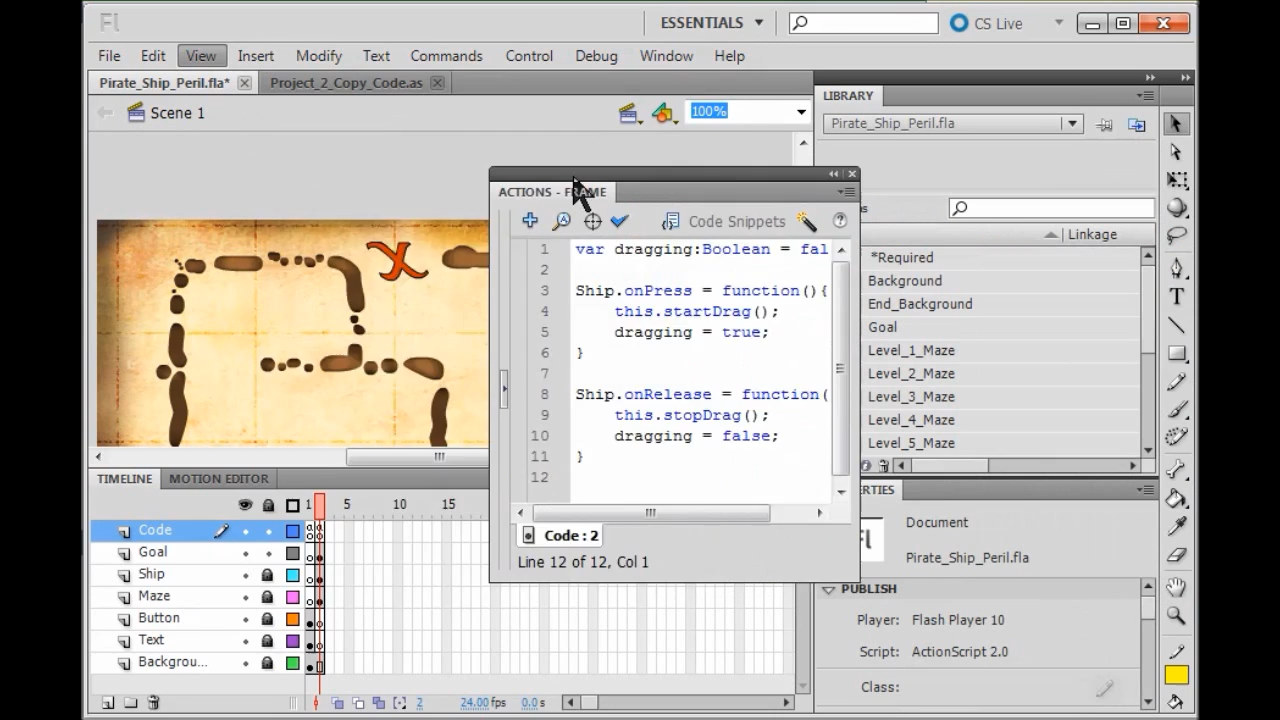 Fl
ESSENTIALS
CS Live
File Edit View Insert Modify Text Commands Control Debug Window Help
Pirate_Ship_Peril.fla*
Project_2_Copy_Code.as
Scene 1
100%
X
ACTIONS - FRAME
Code Snippets
1 var dragging:Boolean = fal
2
3 Ship.onPress = function(){
4 this.startDrag();
5 dragging = true;
6 }
7
8 Ship.onRelease = function(
9 this.stopDrag();
10 dragging = false;
11 }
12
Code : 2
Line 12 of 12, Col 1
LIBRARY
Pirate_Ship_Peril.fla
Linkage
*Required
Background
End_Background
Goal
Level_1_Maze
Level_2_Maze
Level_3_Maze
Level_4_Maze
Level_5_Maze
ERTIES
Fl
Document
Pirate_Ship_Peril.fla
PUBLISH
Player: Flash Player 10
Script: ActionScript 2.0
Class:
TIMELINE
MOTION EDITOR
1 5 10 15
Code
Goal
Ship
Maze
Button
Text
Backgrou...
2 24.00 fps 0.0 s